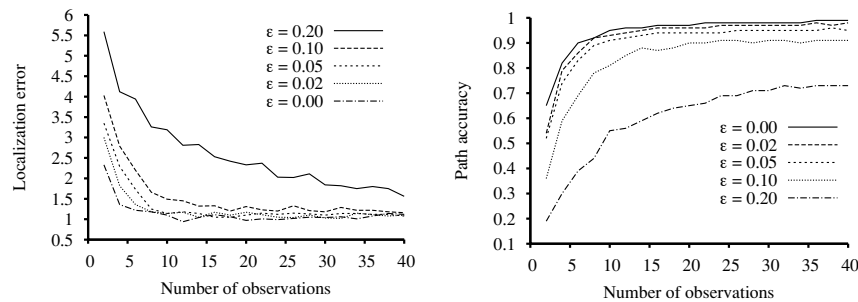 6
5.5
5
4.5
4
3.5
3
2.5
2
1.5
1
0.5
0 5 10 15 20 25 30 35 40
Localization error
Number of observations
ε = 0.20
ε = 0.10
ε = 0.05
ε = 0.02
ε = 0.00
1
0.9
0.8
0.7
0.6
0.5
0.4
0.3
0.2
0.1
0 5 10 15 20 25 30 35 40
Path accuracy
Number of observations
ε = 0.00
ε = 0.02
ε = 0.05
ε = 0.10
ε = 0.20